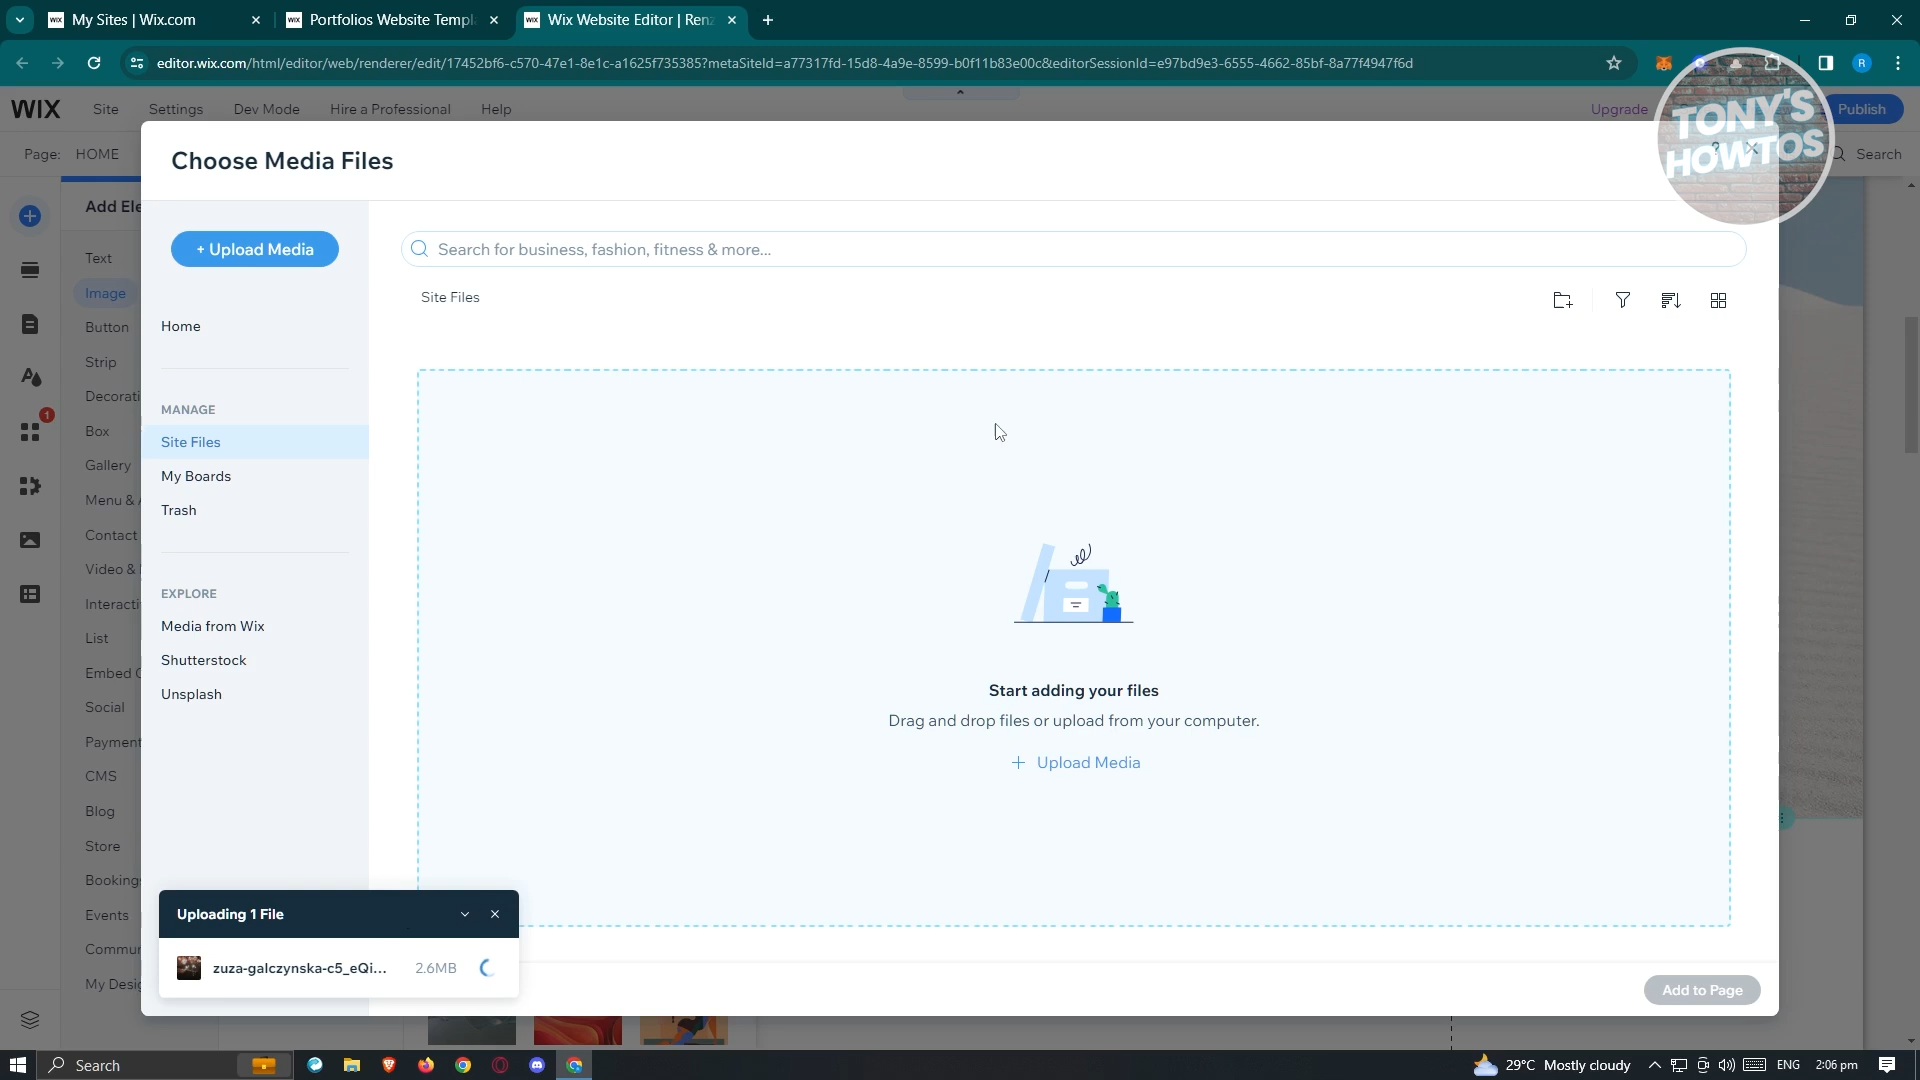 My Sites | Wix.com
Portfolios Website Templ
Wix Website Editor | Renz
editor.wix.com/html/editor/web/renderer/edit/17452bf6-c570-47e1-8e1c-a1625f735385?metaSiteId=a77317fd-15d8-4a9e-8599-b0f11b83e00c&editorSessionId=e97bd9e3-6555-4662-85bf-8a77f4947f6d
R
WIX
Site
Settings
Dev Mode
Hire a Professional
Help
Upgrade
Publish
TONY'S
HOWTOS
Page:
HOME
Search
Choose Media Files
Add Ele
+ Upload Media
Search for business, fashion, fitness & more...
Site Files
Text
Image
Button
Strip
Decorati
Box
Gallery
Menu & A
Contact
Video &
Interacti
List
Embed C
Social
Payment
CMS
Blog
Store
Bookings
Events
Commun
My Desig
1
Home
MANAGE
Site Files
My Boards
Trash
EXPLORE
Media from Wix
Shutterstock
Unsplash
Start adding your files
Drag and drop files or upload from your computer.
+ Upload Media
Uploading 1 File
zuza-galczynska-c5_eQi...
2.6MB
Add to Page
Search
29°C
Mostly cloudy
ENG
2:06 pm